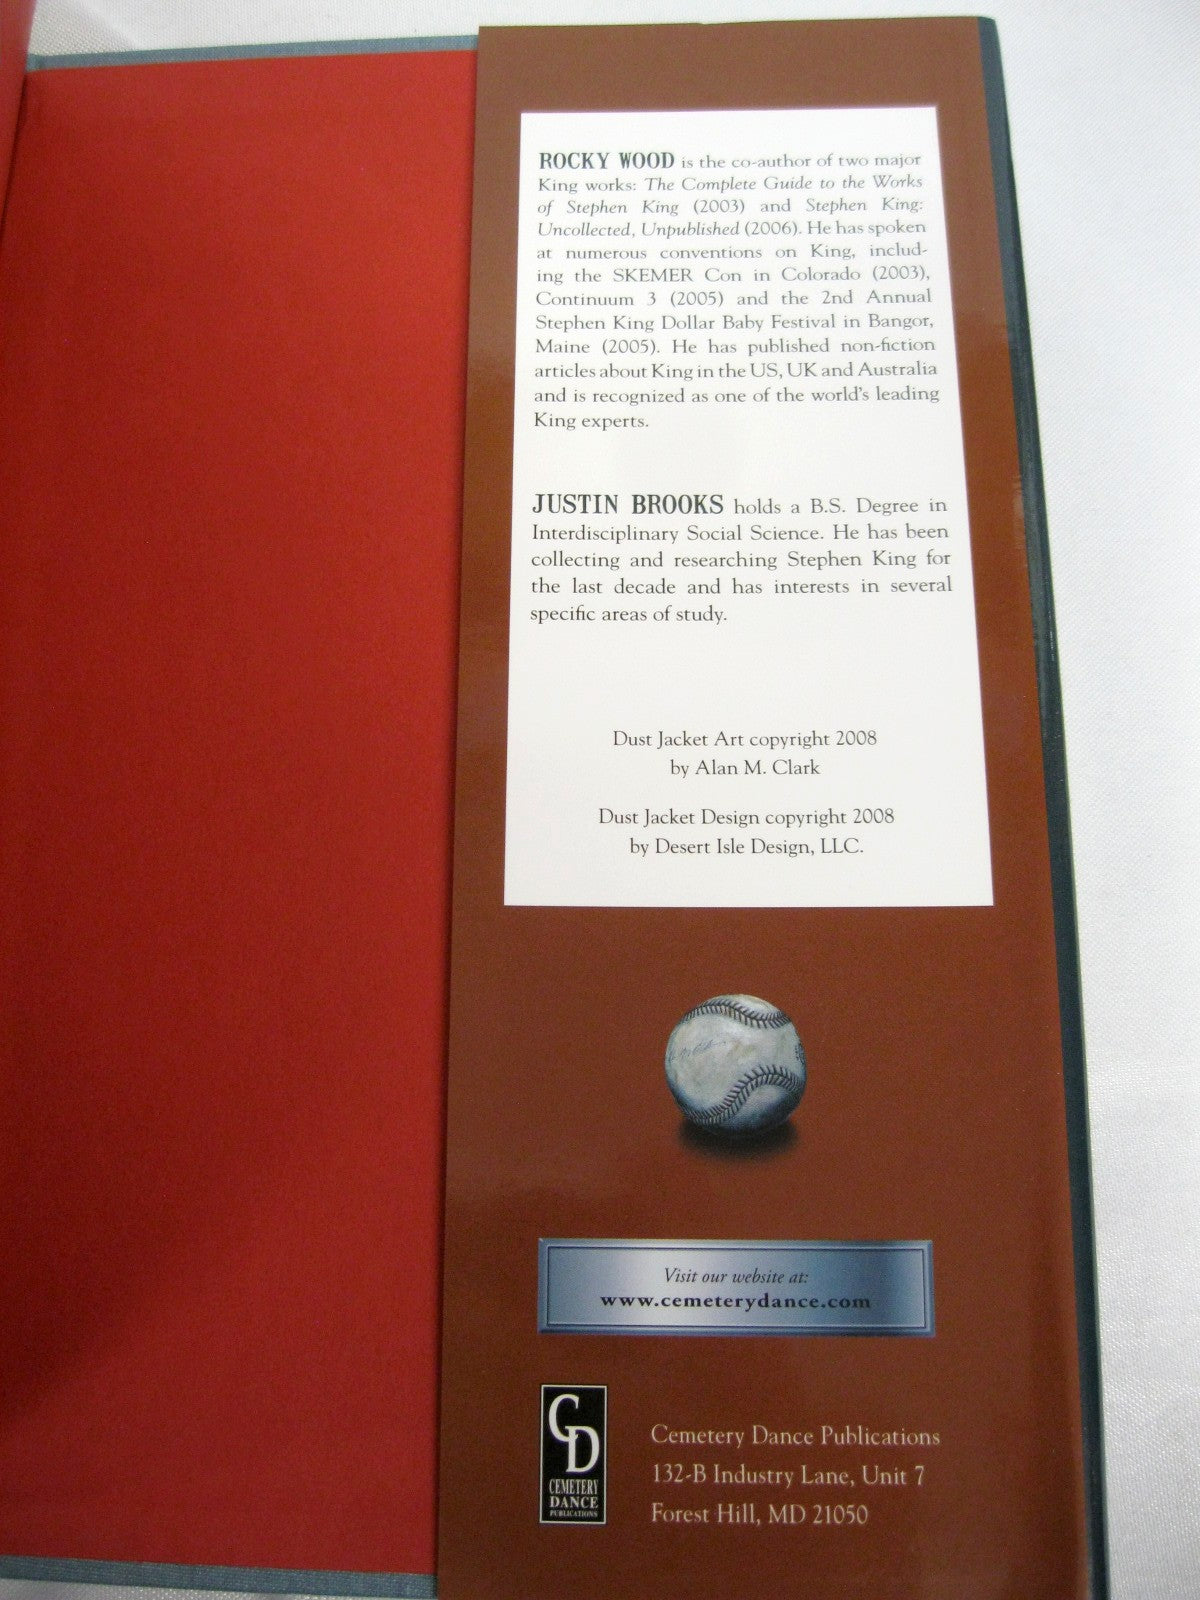 ROCKY WOOD is the co-author of two major
King works: The Complete Guide to the Works
of Stephen King (2003) and Stephen King:
Uncollected, Unpublished (2006). He has spoken
at numerous conventions on King, includ-
ing the SKEMER Con in Colorado (2003),
Continuum 3 (2005) and the 2nd Annual
Stephen King Dollar Baby Festival in Bangor,
Maine (2005). He has published non-fiction
articles about King in the US, UK and Australia
and is recognized as one of the world's leading
King experts.
JUSTIN BROOKS holds a B.S. Degree in
Interdisciplinary Social Science. He has been
collecting and researching Stephen King for
the last decade and has interests in several
specific areas of study.
Dust Jacket Art copyright 2008
by Alan M. Clark
Dust Jacket Design copyright 2008
by Desert Isle Design, LLC.
Visit our website at:
www.cemeterydance.com
CD
CEMETERY
DANCE
PUBLICATIONS
Cemetery Dance Publications
132-B Industry Lane, Unit 7
Forest Hill, MD 21050